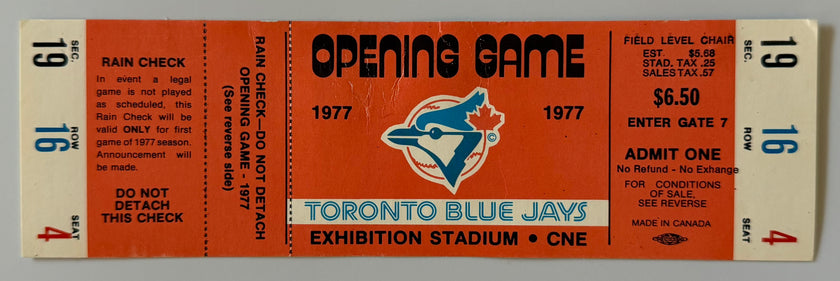 SEC.
19
ROW
16
SEAT
4
RAIN CHECK
In event a legal
game is not played
as scheduled, this
Rain Check will be
valid ONLY for first
game of 1977 season.
Announcement will
be made.
DO NOT
DETACH
THIS CHECK
RAIN CHECK—DO NOT DETACH
OPENING GAME - 1977
(See reverse side)
OPENING GAME
1977
1977
©
TORONTO BLUE JAYS
EXHIBITION STADIUM • CNE
FIELD LEVEL CHAIR
EST. $5.68
STAD. TAX .25
SALES TAX .57
$6.50
ENTER GATE 7
ADMIT ONE
No Refund - No Exhange
FOR CONDITIONS
OF SALE,
SEE REVERSE
MADE IN CANADA
SEC.
19
ROW
16
SEAT
4